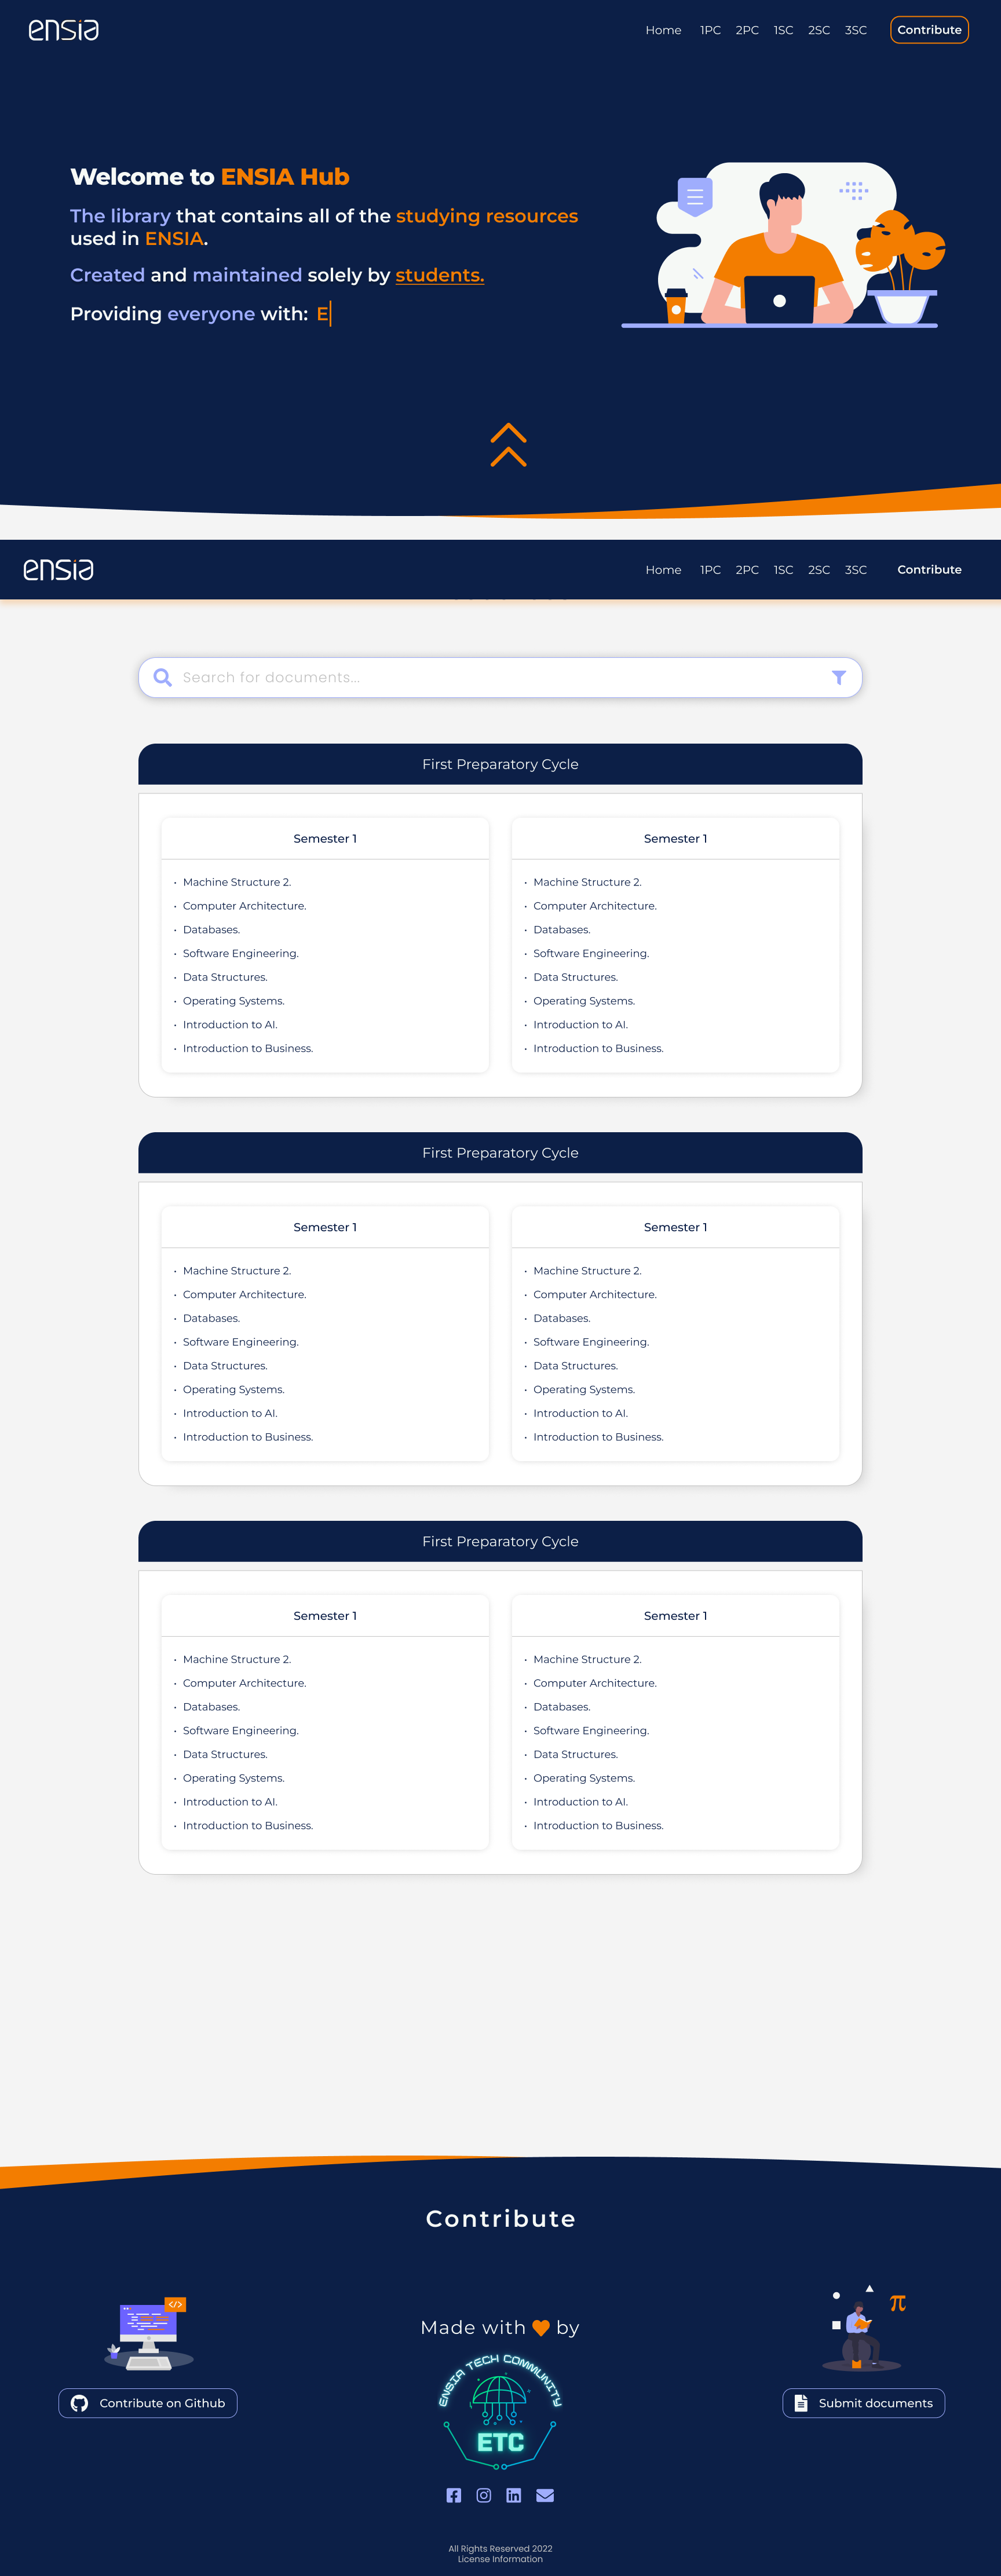 ensia
Home 1PC 2PC 1SC 2SC 3SC Contribute
Welcome to ENSIA Hub
The library that contains all of the studying resources
used in ENSIA.
Created and maintained solely by students.
Providing everyone with: E
ensia
Home 1PC 2PC 1SC 2SC 3SC Contribute
Search for documents...
First Preparatory Cycle
Semester 1
• Machine Structure 2.
• Computer Architecture.
• Databases.
• Software Engineering.
• Data Structures.
• Operating Systems.
• Introduction to AI.
• Introduction to Business.
Semester 1
• Machine Structure 2.
• Computer Architecture.
• Databases.
• Software Engineering.
• Data Structures.
• Operating Systems.
• Introduction to AI.
• Introduction to Business.
First Preparatory Cycle
Semester 1
• Machine Structure 2.
• Computer Architecture.
• Databases.
• Software Engineering.
• Data Structures.
• Operating Systems.
• Introduction to AI.
• Introduction to Business.
Semester 1
• Machine Structure 2.
• Computer Architecture.
• Databases.
• Software Engineering.
• Data Structures.
• Operating Systems.
• Introduction to AI.
• Introduction to Business.
First Preparatory Cycle
Semester 1
• Machine Structure 2.
• Computer Architecture.
• Databases.
• Software Engineering.
• Data Structures.
• Operating Systems.
• Introduction to AI.
• Introduction to Business.
Semester 1
• Machine Structure 2.
• Computer Architecture.
• Databases.
• Software Engineering.
• Data Structures.
• Operating Systems.
• Introduction to AI.
• Introduction to Business.
Contribute
</>
π
Contribute on Github
Made with 🧡 by
ENSIA TECH COMMUNITY
ETC
Submit documents
All Rights Reserved 2022
License Information